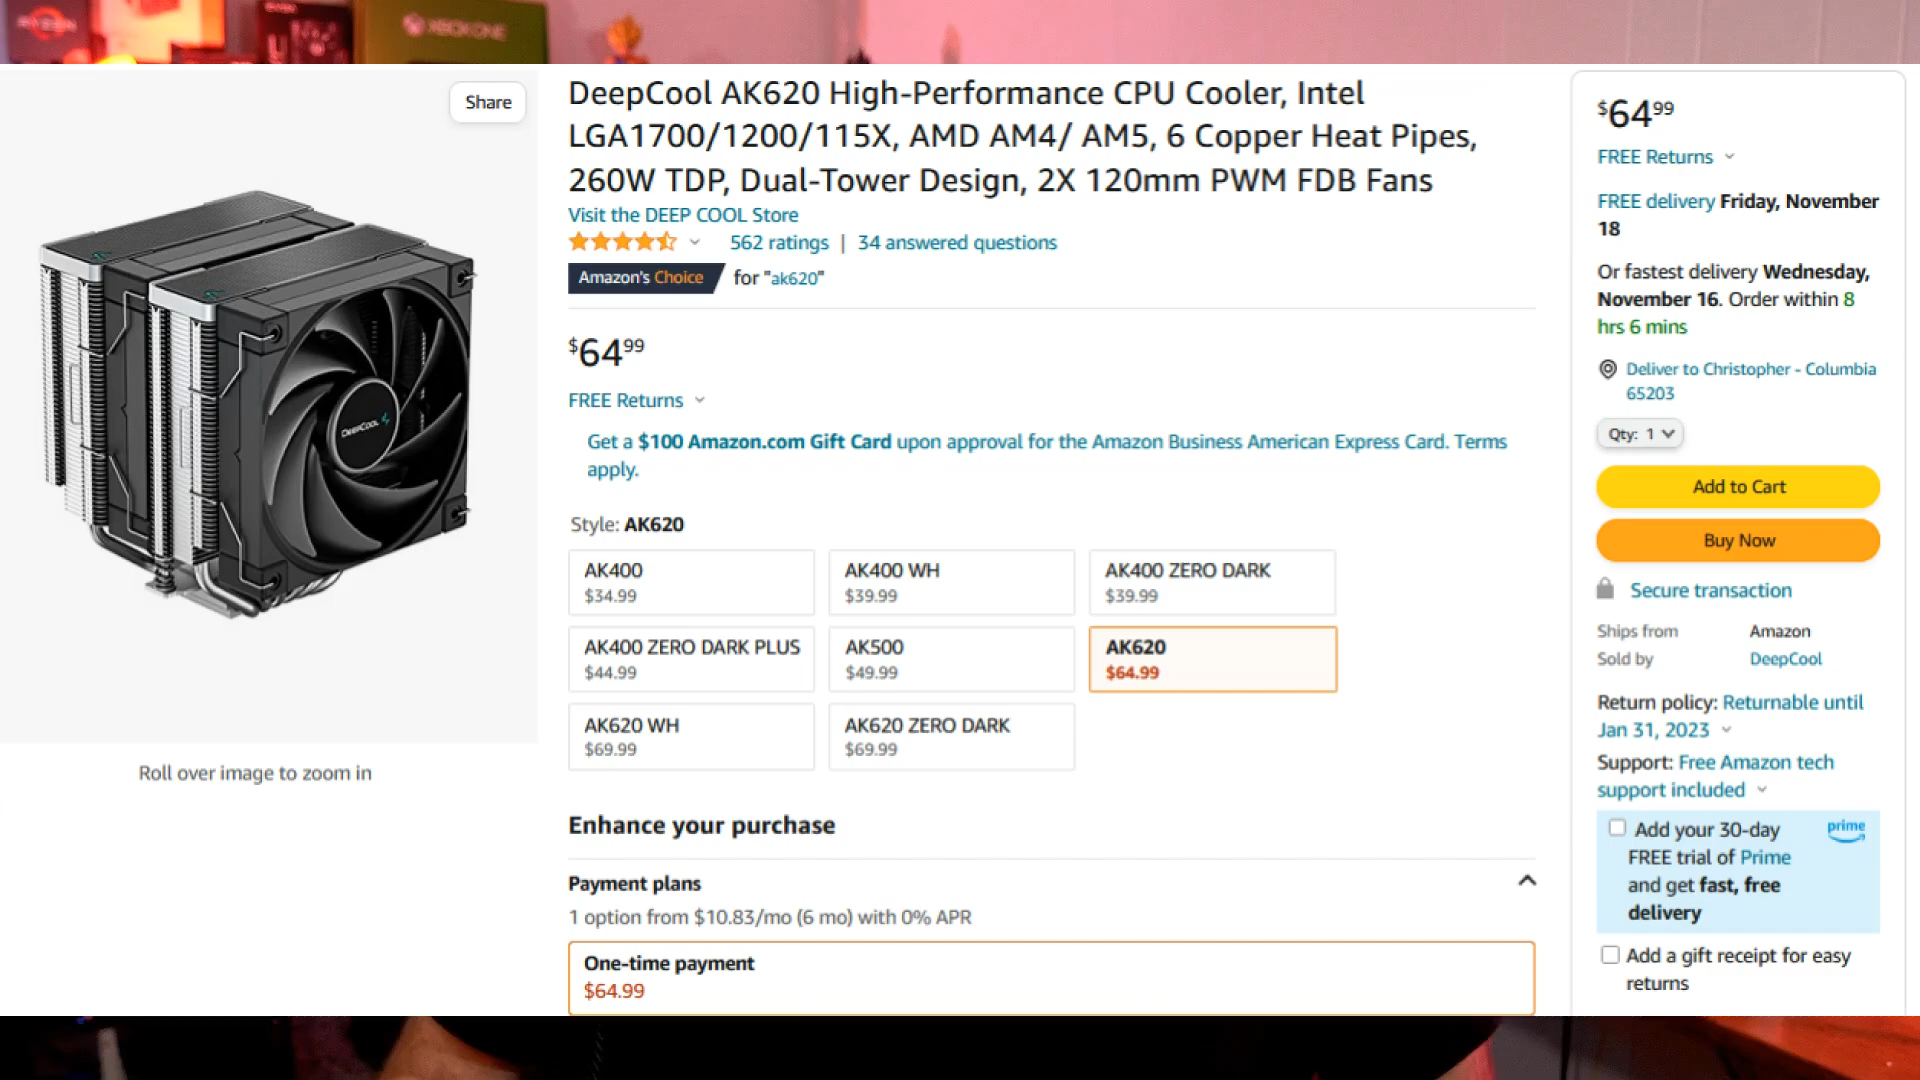 RYZEN
XBOX ONE
Share
DeepCool AK620 High-Performance CPU Cooler, Intel
LGA1700/1200/115X, AMD AM4/ AM5, 6 Copper Heat Pipes,
260W TDP, Dual-Tower Design, 2X 120mm PWM FDB Fans
Visit the DEEP COOL Store
562 ratings | 34 answered questions
Amazon's Choice for "ak620"
$64 99
FREE Returns
Get a $100 Amazon.com Gift Card upon approval for the Amazon Business American Express Card. Terms
apply.
Style: AK620
AK400
$34.99
AK400 WH
$39.99
AK400 ZERO DARK
$39.99
AK400 ZERO DARK PLUS
$44.99
AK500
$49.99
AK620
$64.99
AK620 WH
$69.99
AK620 ZERO DARK
$69.99
DEEPCOOL
Roll over image to zoom in
Enhance your purchase
Payment plans
1 option from $10.83/mo (6 mo) with 0% APR
One-time payment
$64.99
$64 99
FREE Returns
FREE delivery Friday, November
18
Or fastest delivery Wednesday,
November 16. Order within 8
hrs 6 mins
Deliver to Christopher - Columbia
65203
Qty: 1
Add to Cart
Buy Now
Secure transaction
Ships from Amazon
Sold by DeepCool
Return policy: Returnable until
Jan 31, 2023
Support: Free Amazon tech
support included
Add your 30-day
prime
FREE trial of Prime
and get fast, free
delivery
Add a gift receipt for easy
returns